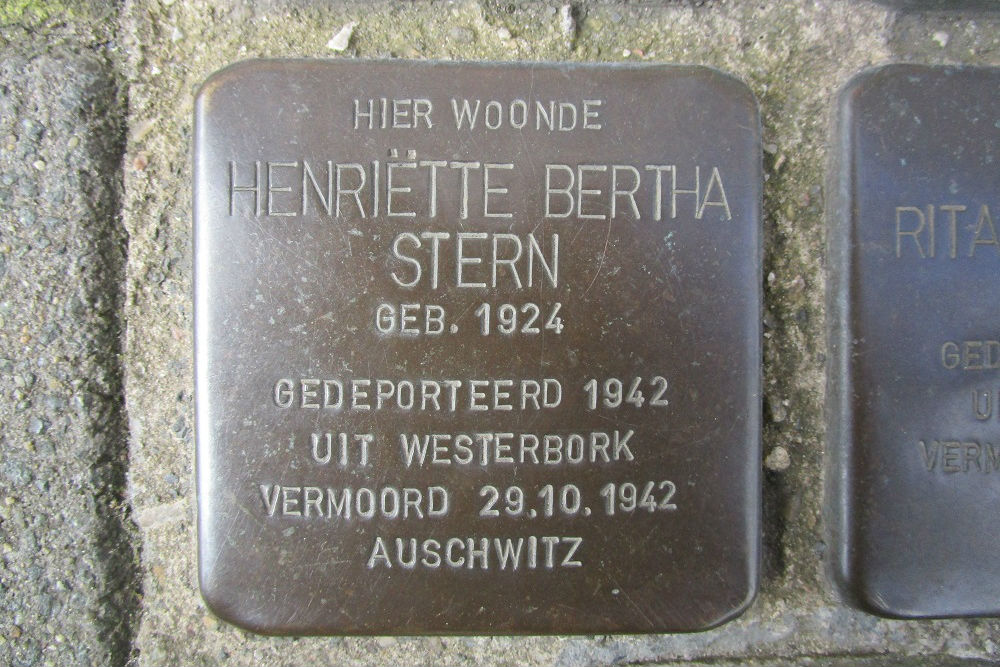 HIER WOONDE
HENRIËTTE BERTHA
STERN
GEB. 1924
GEDEPORTEERD 1942
UIT WESTERBORK
VERMOORD 29.10.1942
AUSCHWITZ
RITA